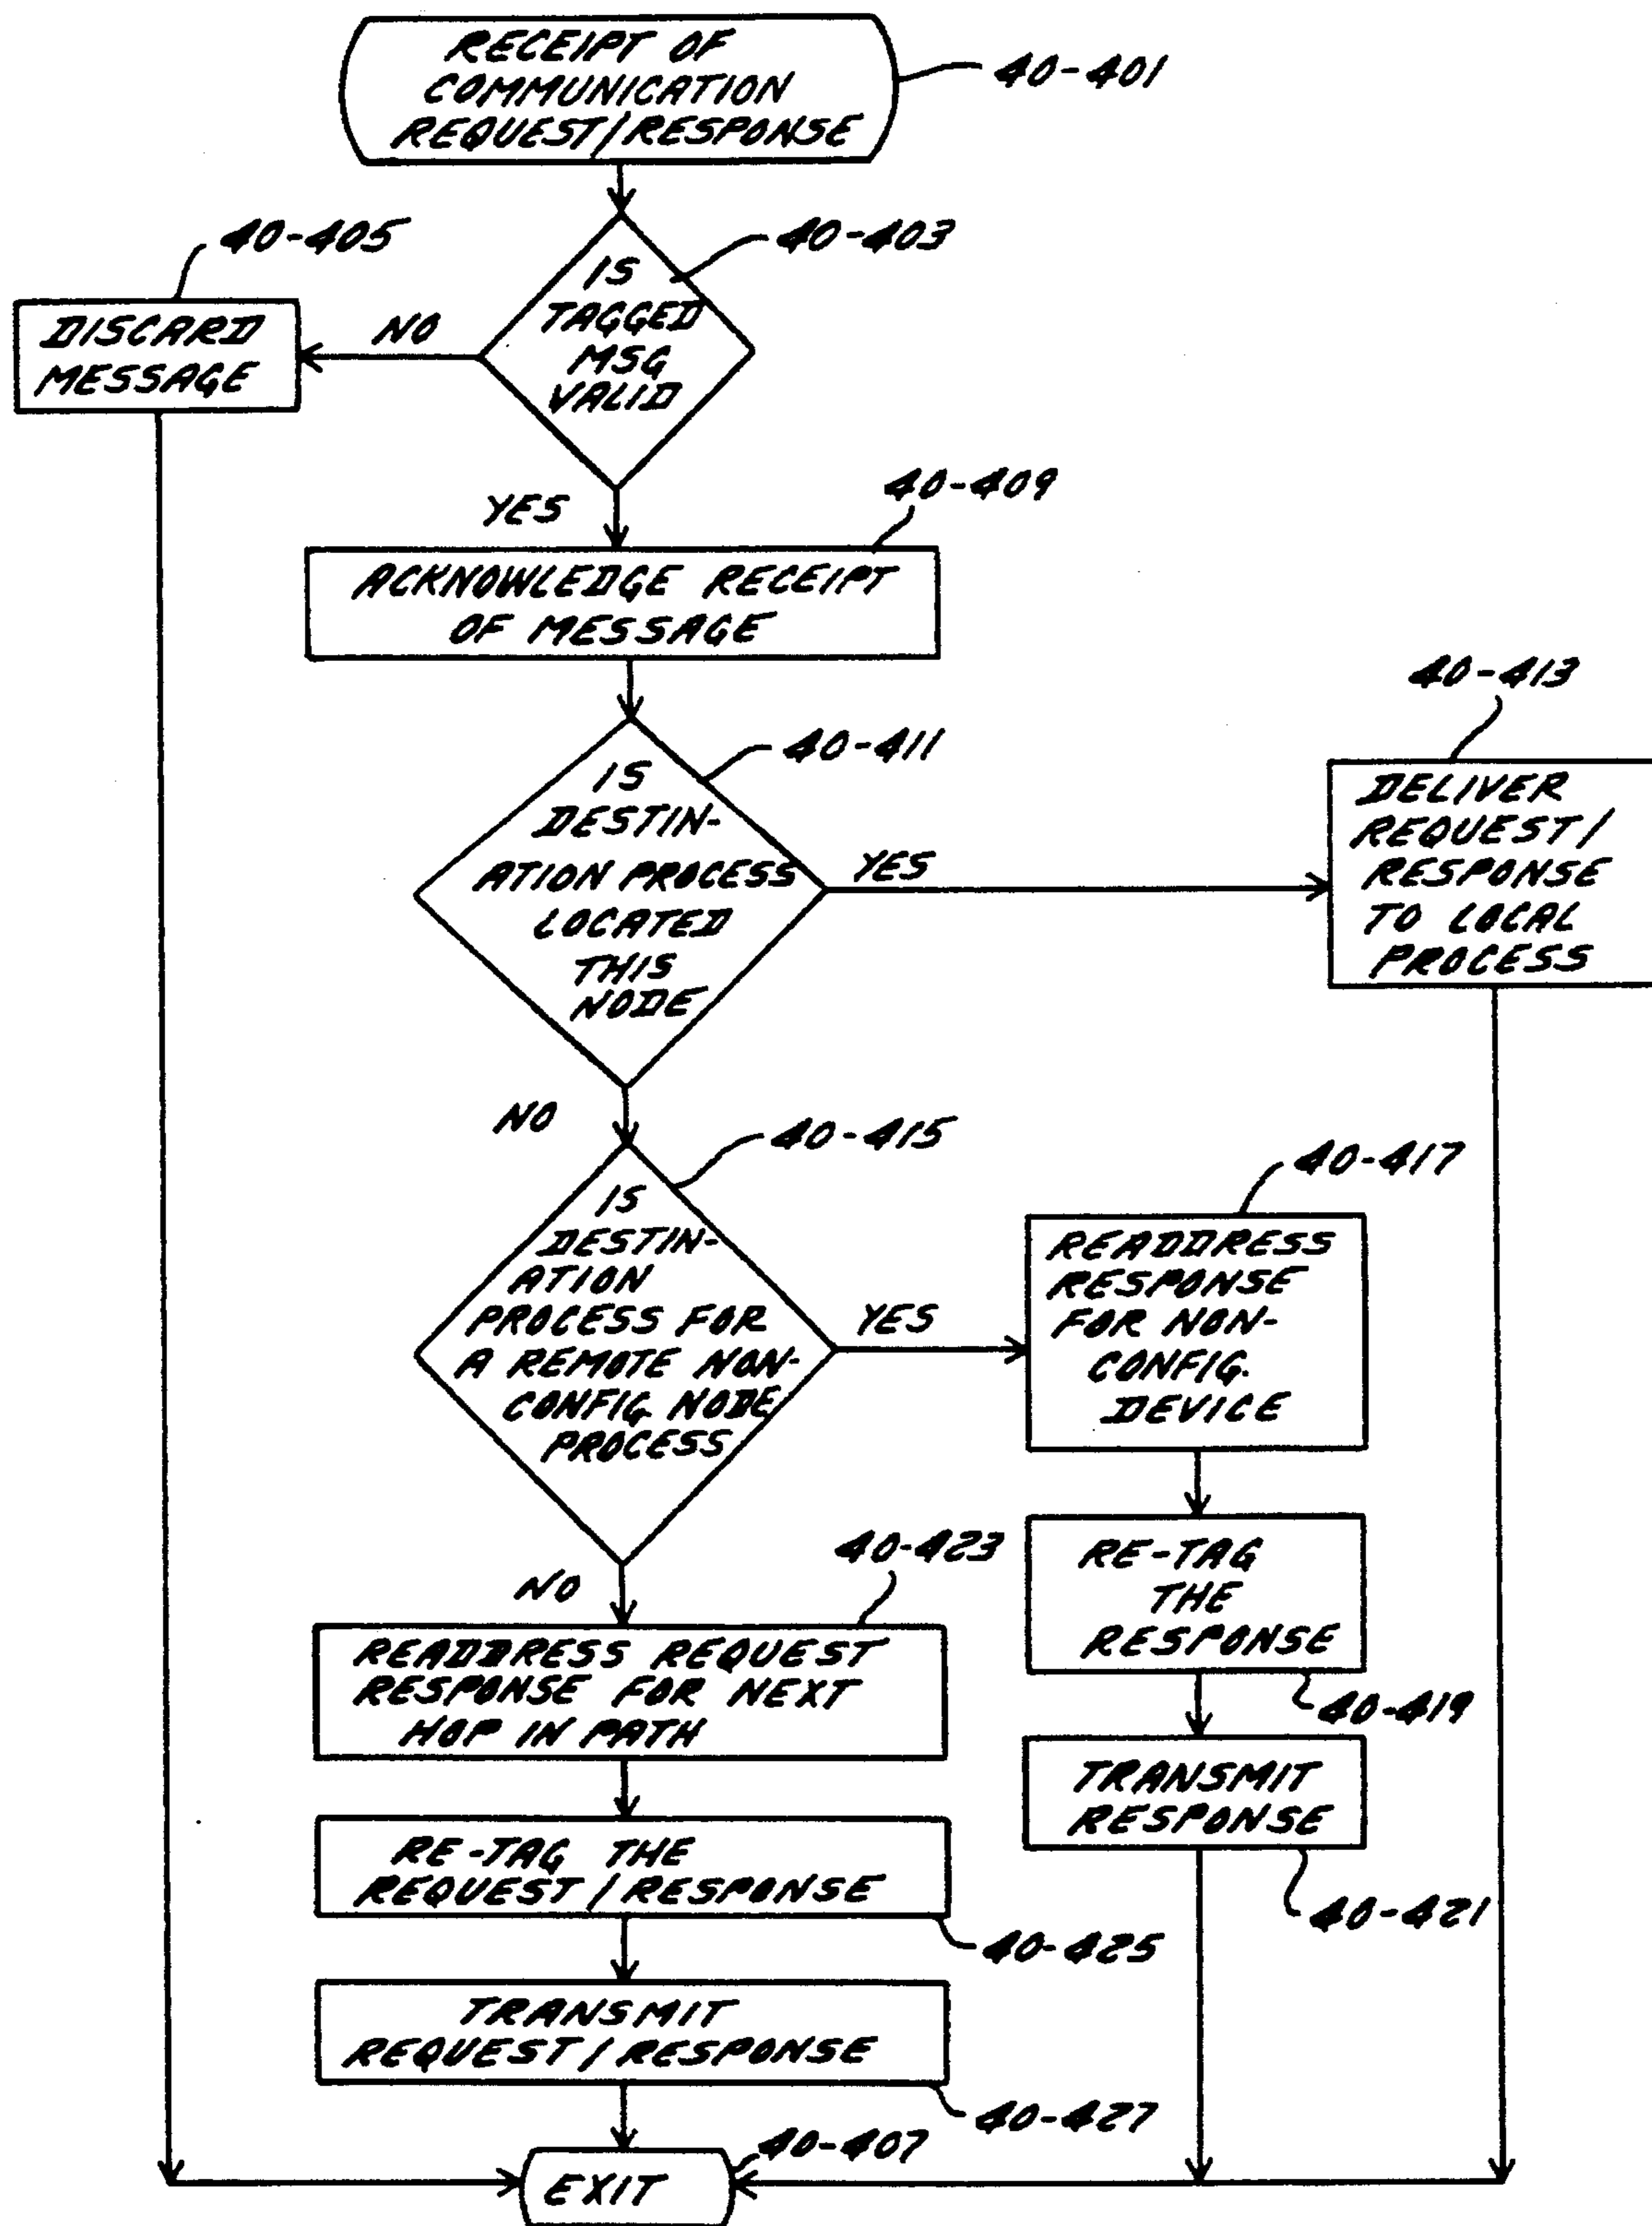 RECEIPT OF
COMMUNICATION
REQUEST/RESPONSE
40-401
40-405
40-403
IS
TAGGED
MSG
VALID
NO
DISCARD
MESSAGE
YES
40-409
ACKNOWLEDGE RECEIPT
OF MESSAGE
40-413
40-411
IS
DESTIN-
ATION PROCESS
LOCATED
THIS
NODE
YES
DELIVER
REQUEST/
RESPONSE
TO LOCAL
PROCESS
NO
40-415
40-417
IS
DESTIN-
ATION
PROCESS FOR
A REMOTE NON-
CONFIG. NODE
PROCESS
YES
READDRESS
RESPONSE
FOR NON-
CONFIG.
DEVICE
40-423
NO
RE-TAG
THE
RESPONSE
40-419
READDRESS REQUEST
RESPONSE FOR NEXT
HOP IN PATH
TRANSMIT
RESPONSE
40-421
RE-TAG THE
REQUEST/RESPONSE
40-425
TRANSMIT
REQUEST/RESPONSE
40-427
40-407
EXIT